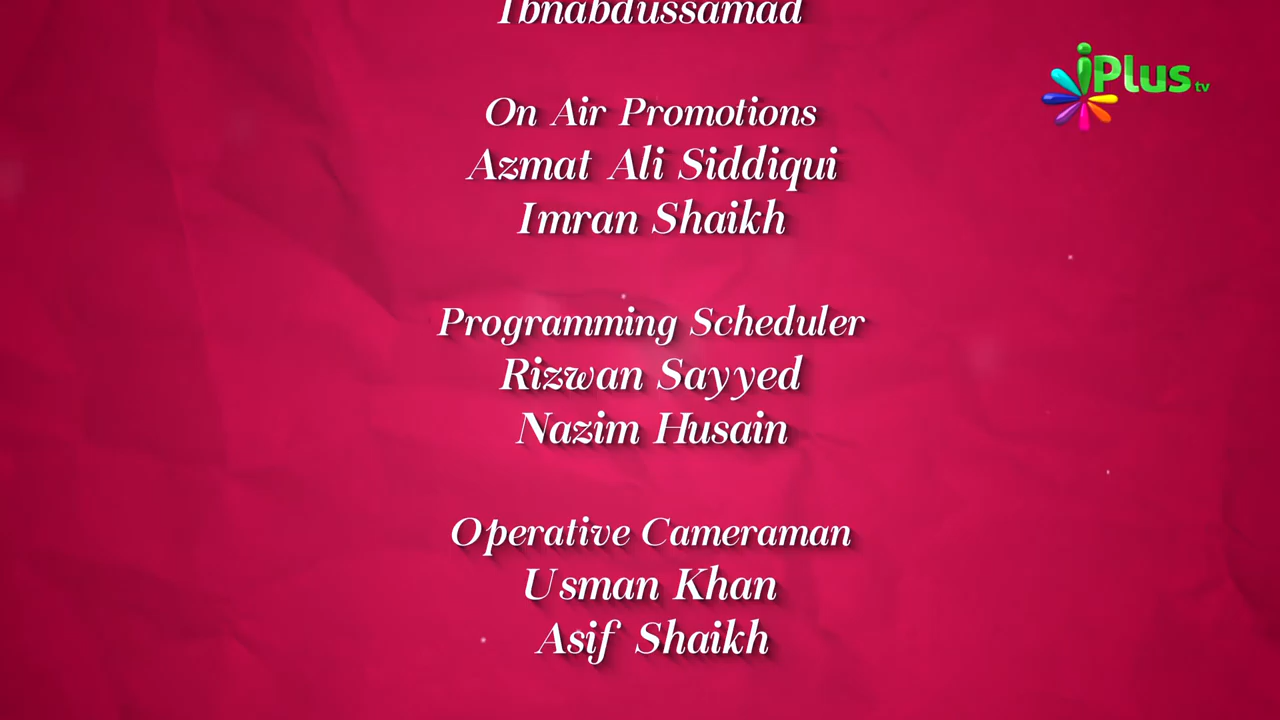 Ibnabdussamad
iPlus tv
On Air Promotions
Azmat Ali Siddiqui
Imran Shaikh
Programming Scheduler
Rizwan Sayyed
Nazim Husain
Operative Cameraman
Usman Khan
Asif Shaikh